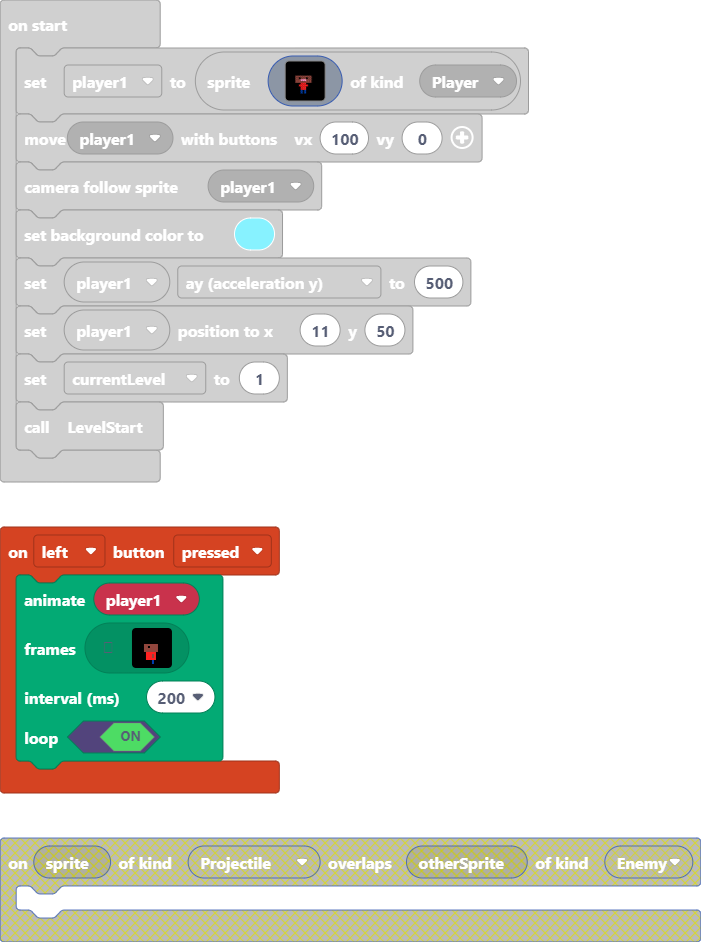 on start
set player1 to sprite of kind Player
move player1 with buttons vx 100 vy 0
camera follow sprite player1
set background color to
set player1 ay (acceleration y) to 500
set player1 position to x 11 y 50
set currentLevel to 1
call LevelStart
on left button pressed
animate player1
frames
interval (ms) 200
loop ON
on sprite of kind Projectile overlaps otherSprite of kind Enemy